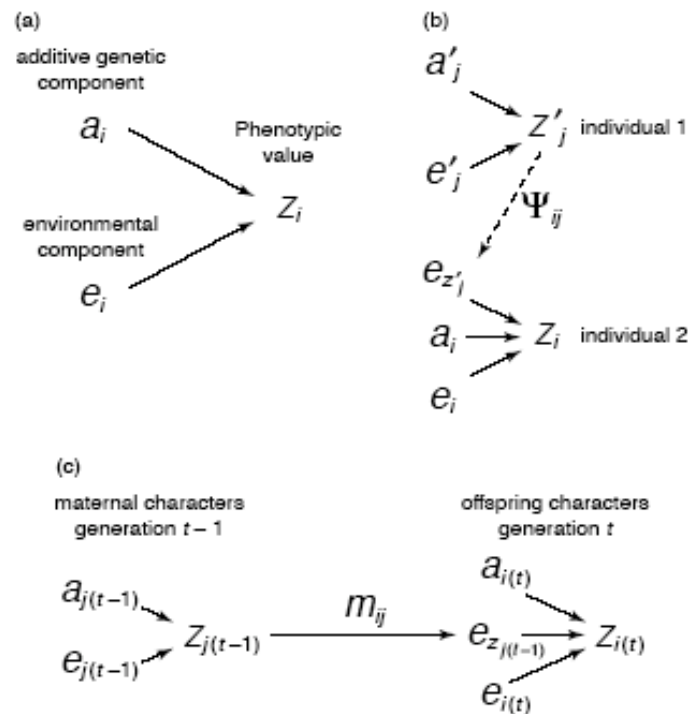 (a)
additive genetic
component
a_i
Phenotypic
value
z_i
environmental
component
e_i
(b)
a'_j
z'_j individual 1
e'_j
Ψ_ij
e_z'_j
a_i z_i individual 2
e_i
(c)
maternal characters
generation t – 1
offspring characters
generation t
a_j(t–1)
a_i(t)
z_j(t–1) m_ij e_z_j(t–1) z_i(t)
e_j(t–1)
e_i(t)